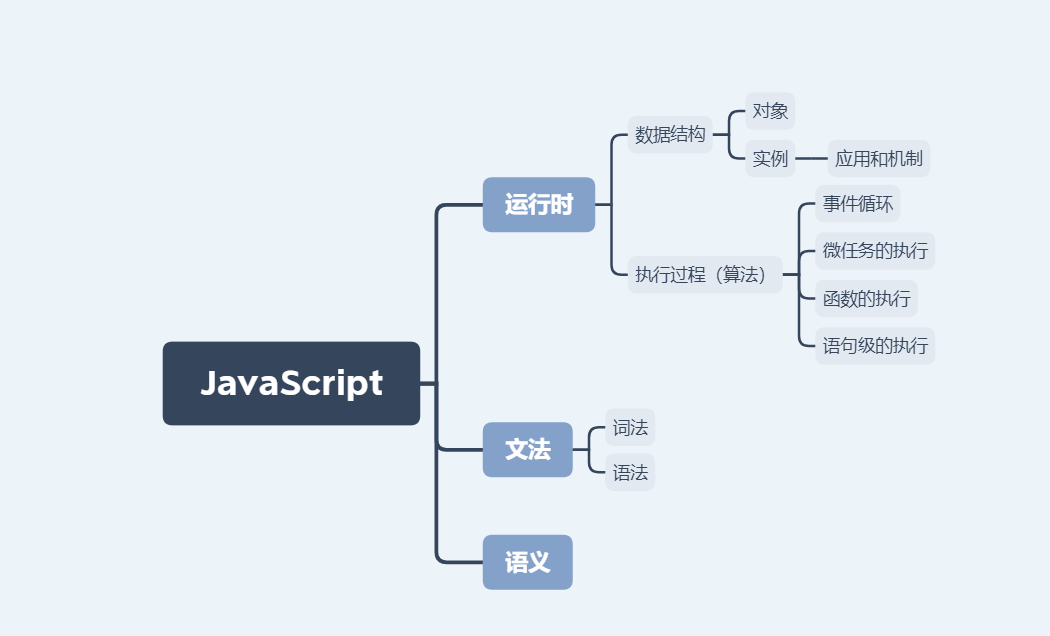 JavaScript
运行时
数据结构
对象
实例
应用和机制
执行过程（算法）
事件循环
微任务的执行
函数的执行
语句级的执行
文法
词法
语法
语义